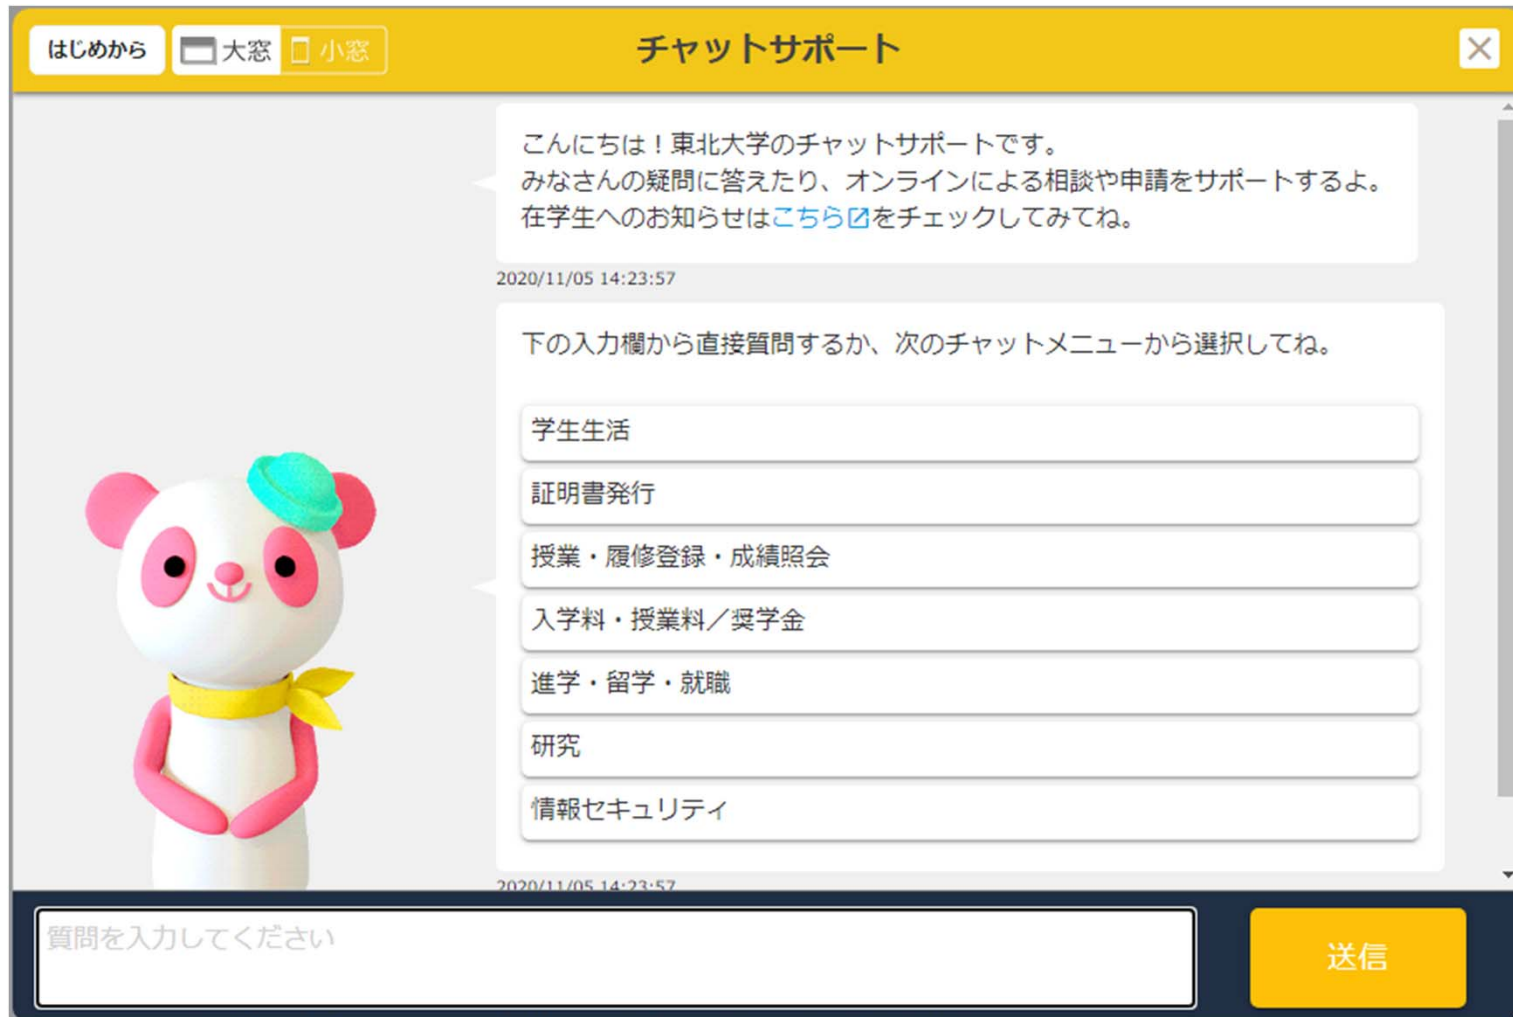 はじめから 大窓 小窓 チャットサポート
こんにちは！東北大学のチャットサポートです。
みなさんの疑問に答えたり、オンラインによる相談や申請をサポートするよ。
在学生へのお知らせはこちらをチェックしてみてね。
2020/11/05 14:23:57
下の入力欄から直接質問するか、次のチャットメニューから選択してね。
学生生活
証明書発行
授業・履修登録・成績照会
入学料・授業料／奨学金
進学・留学・就職
研究
情報セキュリティ
2020/11/05 14:23:57
質問を入力してください
送信